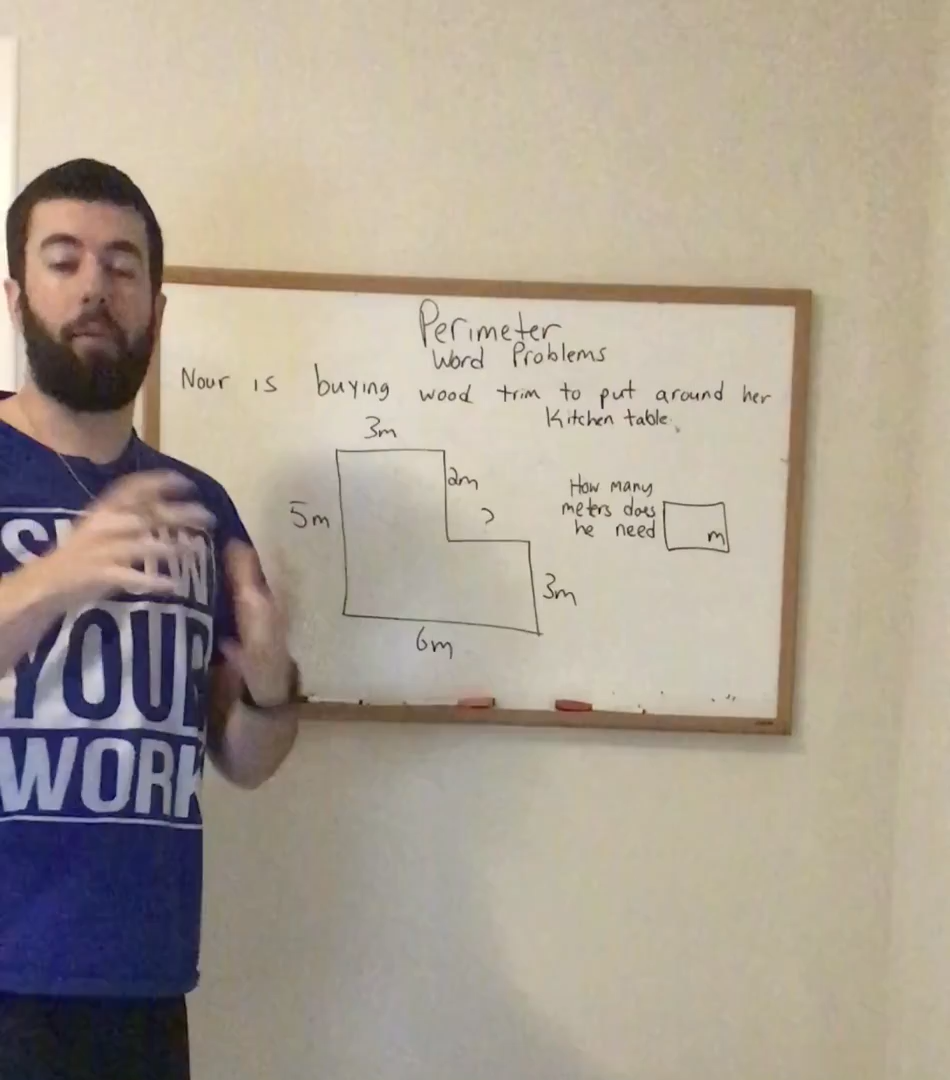 Perimeter
Word Problems
Nour is buying wood trim to put around her
Kitchen table.
3m
2m
5m
?
3m
6m
How many
meters does
he need
m
YOUR
WORK